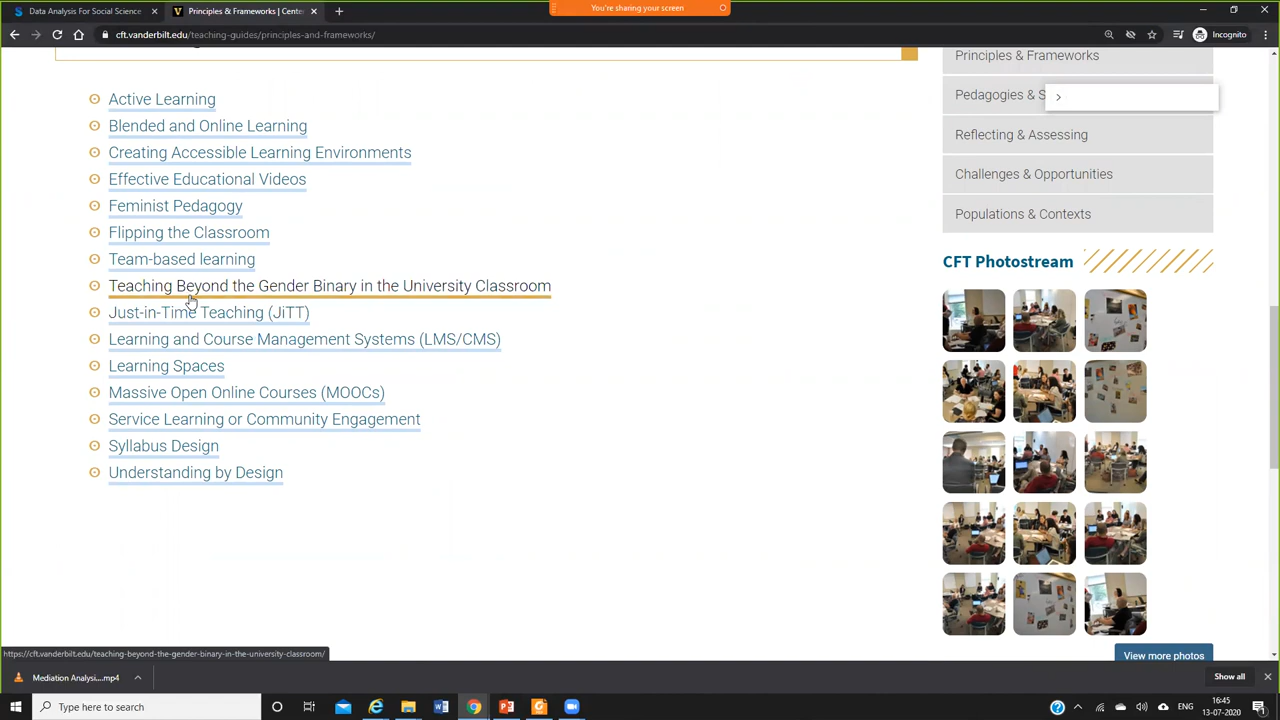 Data Analysis For Social Science
Principles & Frameworks | Center
You're sharing your screen
cft.vanderbilt.edu/teaching-guides/principles-and-frameworks/
Incognito
Active Learning
Blended and Online Learning
Creating Accessible Learning Environments
Effective Educational Videos
Feminist Pedagogy
Flipping the Classroom
Team-based learning
Teaching Beyond the Gender Binary in the University Classroom
Just-in-Time Teaching (JiTT)
Learning and Course Management Systems (LMS/CMS)
Learning Spaces
Massive Open Online Courses (MOOCs)
Service Learning or Community Engagement
Syllabus Design
Understanding by Design
Principles & Frameworks
Pedagogies & S
Reflecting & Assessing
Challenges & Opportunities
Populations & Contexts
CFT Photostream
View more photos
https://cft.vanderbilt.edu/teaching-beyond-the-gender-binary-in-the-university-classroom/
Mediation Analysi....mp4
Show all
Type here to search
ENG
16:45
13-07-2020